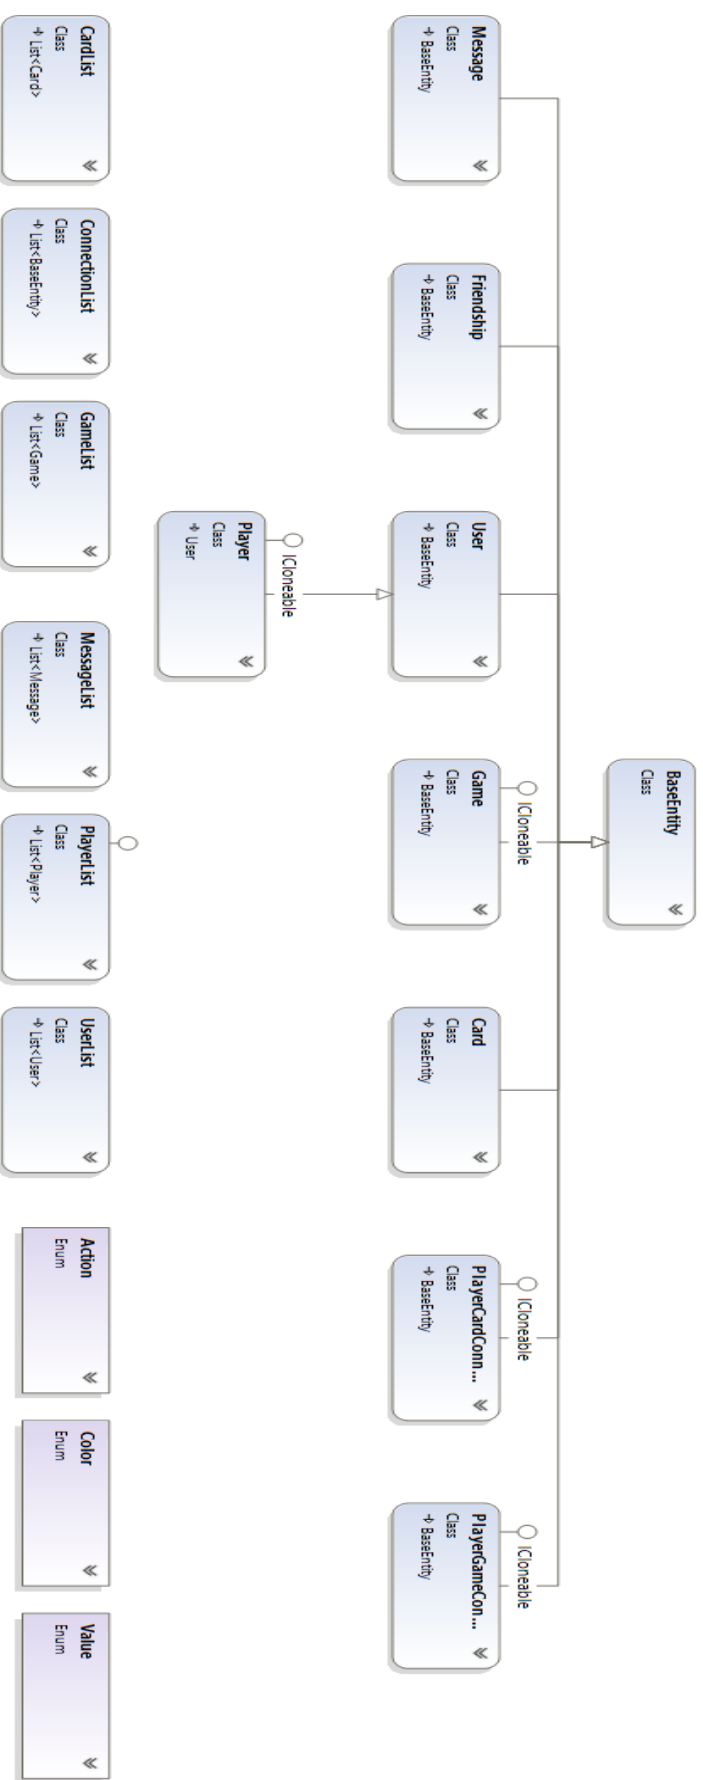 BaseEntity
Class
ICloneable
ICloneable
ICloneable
Message
Class
BaseEntity
Friendship
Class
BaseEntity
User
Class
BaseEntity
Game
Class
BaseEntity
Card
Class
BaseEntity
PlayerCardConn...
Class
BaseEntity
PlayerGameCon...
Class
BaseEntity
ICloneable
Player
Class
User
CardList
Class
List<Card>
ConnectionList
Class
List<BaseEntity>
GameList
Class
List<Game>
MessageList
Class
List<Message>
PlayerList
Class
List<Player>
UserList
Class
List<User>
Action
Enum
Color
Enum
Value
Enum